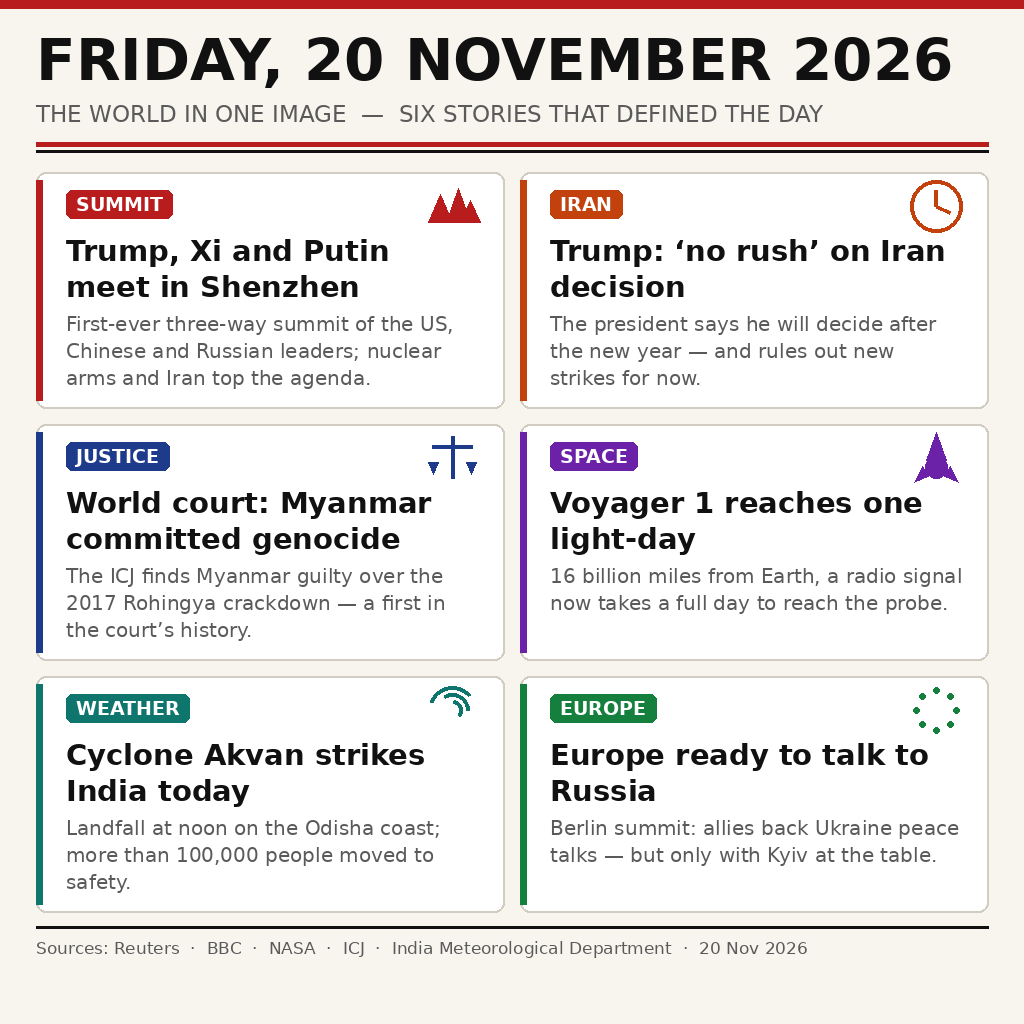 FRIDAY, 20 NOVEMBER 2026
THE WORLD IN ONE IMAGE — SIX STORIES THAT DEFINED THE DAY
SUMMIT
Trump, Xi and Putin
meet in Shenzhen
First-ever three-way summit of the US,
Chinese and Russian leaders; nuclear
arms and Iran top the agenda.
IRAN
Trump: ‘no rush’ on Iran
decision
The president says he will decide after
the new year — and rules out new
strikes for now.
JUSTICE
World court: Myanmar
committed genocide
The ICJ finds Myanmar guilty over the
2017 Rohingya crackdown — a first in
the court’s history.
SPACE
Voyager 1 reaches one
light-day
16 billion miles from Earth, a radio signal
now takes a full day to reach the probe.
WEATHER
Cyclone Akvan strikes
India today
Landfall at noon on the Odisha coast;
more than 100,000 people moved to
safety.
EUROPE
Europe ready to talk to
Russia
Berlin summit: allies back Ukraine peace
talks — but only with Kyiv at the table.
Sources: Reuters · BBC · NASA · ICJ · India Meteorological Department · 20 Nov 2026